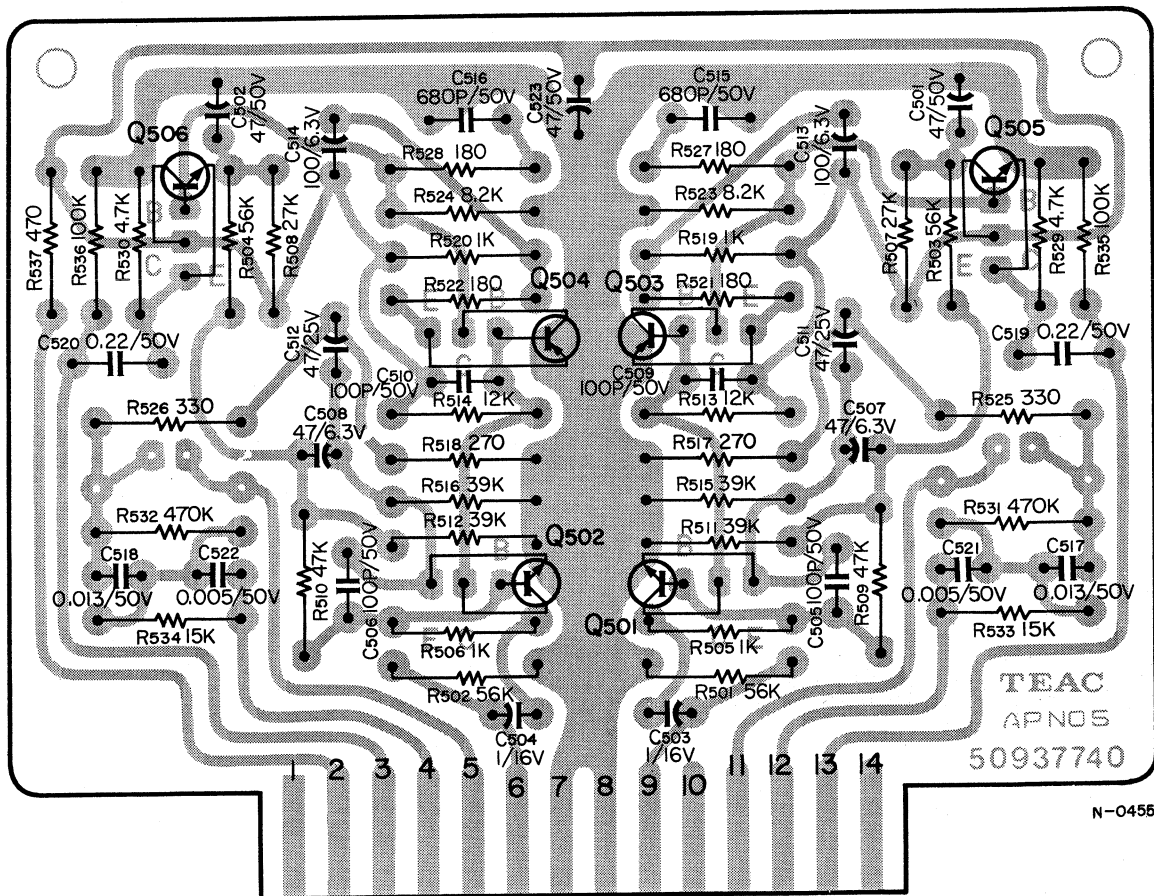 C516
680P/50V
C515
680P/50V
C502
47/50V
C523
47/50V
C501
47/50V
Q506
C514
100/6.3V
C513
100/6.3V
Q505
R528 180
R527 180
R524 8.2K
R523 8.2K
R520 1K
R519 1K
R522 180
R521 180
Q504
Q503
R537 470
R536 100K
R530 4.7K
R504 56K
R508 27K
R507 27K
R503 56K
R529 4.7K
R535 100K
B
C
E
B
C
E
E
B
C
B
E
C
C520 0.22/50V
C519 0.22/50V
C512
47/25V
C511
47/25V
C510
100P/50V
C509
100P/50V
R514 12K
R513 12K
R526 330
R525 330
C508
47/6.3V
C507
47/6.3V
R518 270
R517 270
R516 39K
R515 39K
R512 39K
R511 39K
R532 470K
R531 470K
Q502
Q501
B
B
E
E
C518
0.013/50V
C522
0.005/50V
C521
0.005/50V
C517
0.013/50V
R510 47K
C506 100P/50V
C505 100P/50V
R509 47K
R534 15K
R533 15K
R506 1K
R505 1K
R502 56K
R501 56K
C504
1/16V
C503
1/16V
TEAC
APN05
50937740
1 2 3 4 5 6 7 8 9 10 11 12 13 14
N-0455